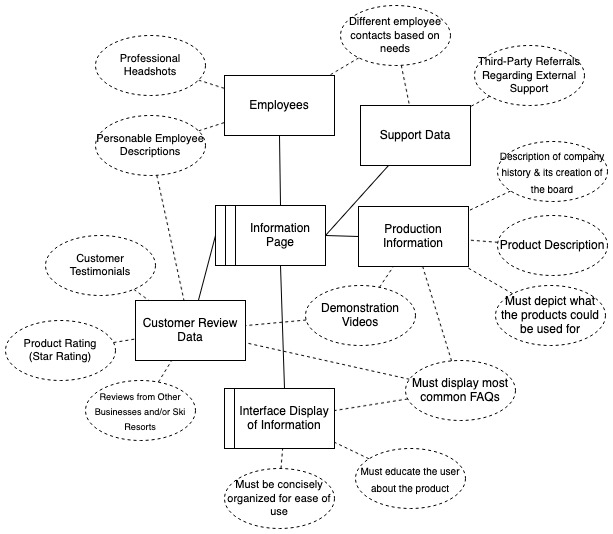 Different employee
contacts based on
needs
Professional
Headshots
Third-Party Referrals
Regarding External
Support
Employees
Support Data
Personable Employee
Descriptions
Description of company
history & its creation of
the board
Information
Page
Production
Information
Product Description
Customer
Testimonials
Demonstration
Videos
Must depict what
the products could
be used for
Customer Review
Data
Product Rating
(Star Rating)
Reviews from Other
Businesses and/or Ski
Resorts
Must display most
common FAQs
Interface Display
of Information
Must educate the user
about the product
Must be concisely
organized for ease of
use